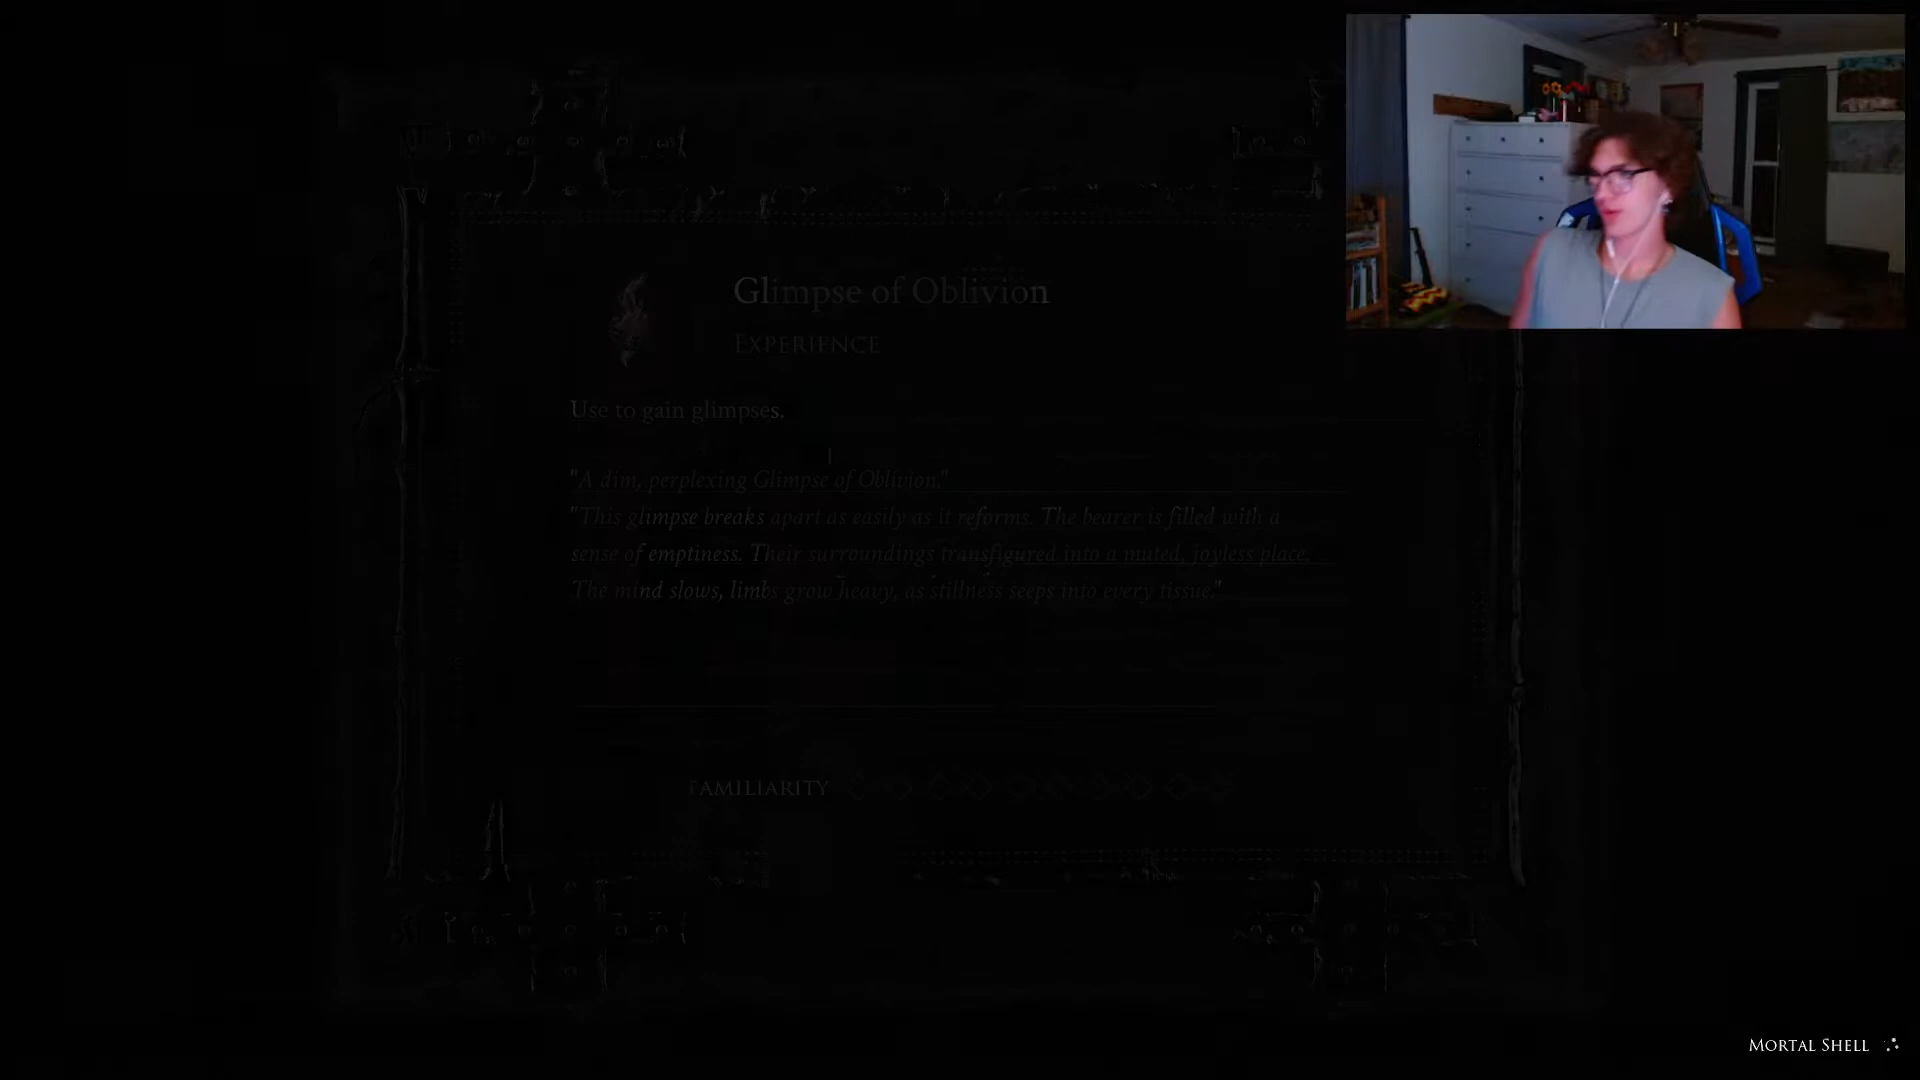 Glimpse of Oblivion
EXPERIENCE
Use to gain glimpses.
"A dim, perplexing Glimpse of Oblivion."
"This glimpse breaks apart as easily as it reforms. The bearer is filled with a
sense of emptiness. Their surroundings transfigured into a muted, joyless place.
The mind slows, limbs grow heavy, as stillness seeps into every tissue."
FAMILIARITY
MORTAL SHELL